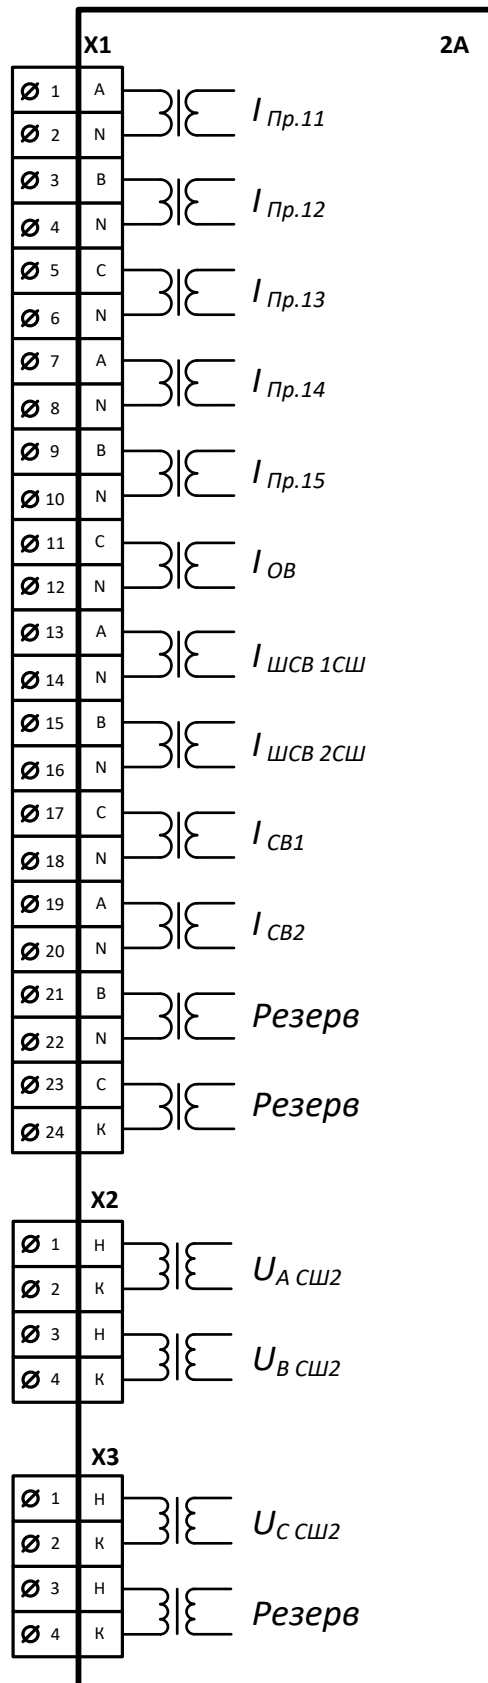 X1 2A
1 A
I Пр.11
2 N
3 B
I Пр.12
4 N
5 C
I Пр.13
6 N
7 A
I Пр.14
8 N
9 B
I Пр.15
10 N
11 C
I ОВ
12 N
13 A
I ШСВ 1СШ
14 N
15 B
I ШСВ 2СШ
16 N
17 C
I СВ1
18 N
19 A
I СВ2
20 N
21 B
Резерв
22 N
23 C
Резерв
24 К
X2
1 Н
U А СШ2
2 К
3 Н
U В СШ2
4 К
X3
1 Н
U С СШ2
2 К
3 Н
Резерв
4 К